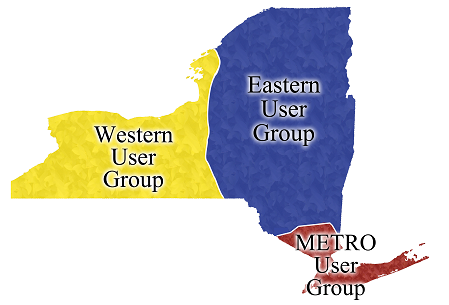 Eastern
User
Group
Western
User
Group
METRO
User
Group